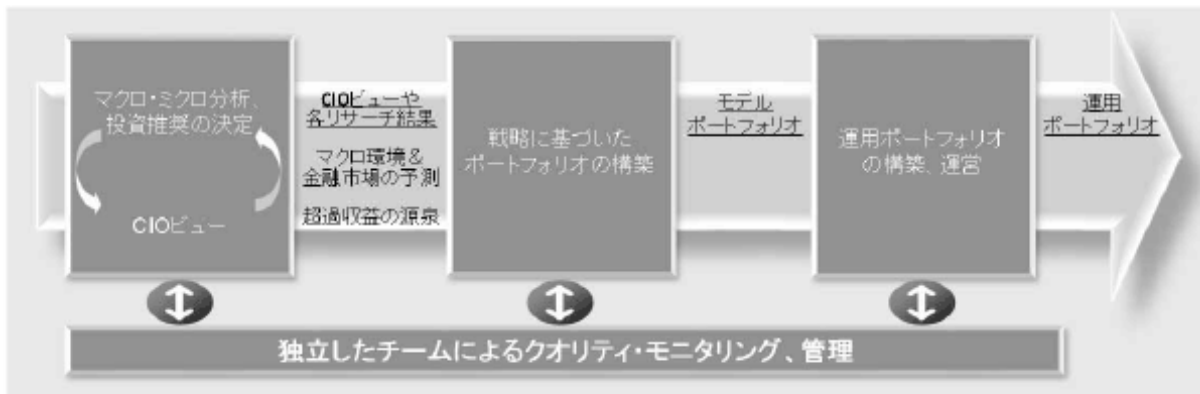 マクロ・ミクロ分析、
投資推奨の決定
CIOビュー
CIOビューや
各リサーチ結果
マクロ環境＆
金融市場の予測
超過収益の源泉
戦略に基づいた
ポートフォリオの構築
モデル
ポートフォリオ
運用ポートフォリオ
の構築、運営
運用
ポートフォリオ
独立したチームによるクオリティ・モニタリング、管理